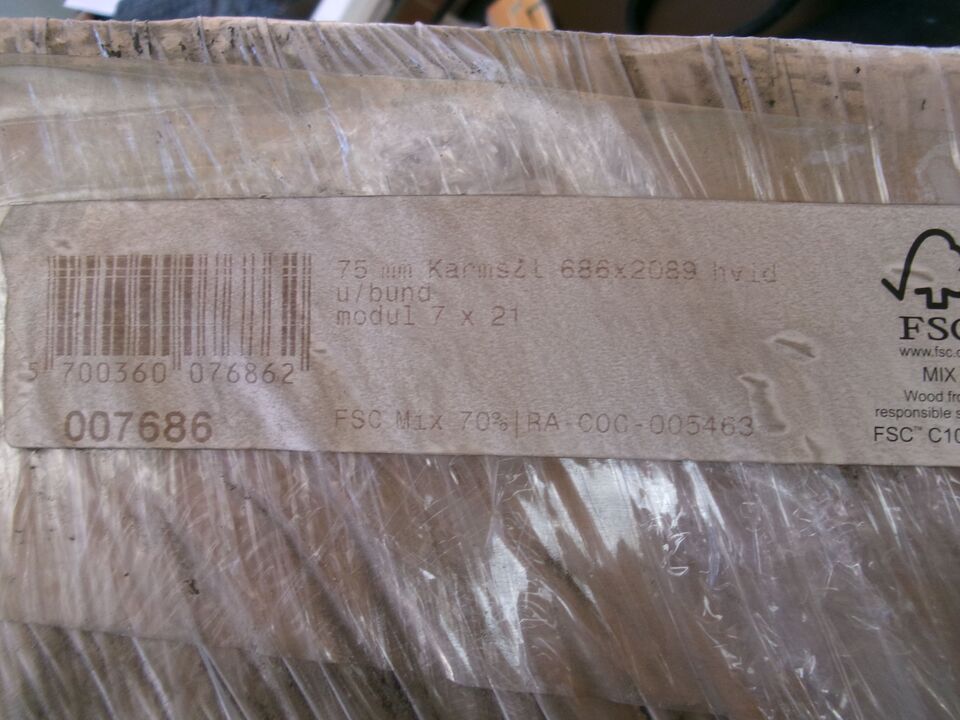 75 mm Karmsæt 686x2089 hvid
u/bund
modul 7 x 21
5 700360 076862
007686
FSC Mix 70%|RA-COC-005463
FSC
www.fsc.
MIX
Wood
responsible
FSC™ C10